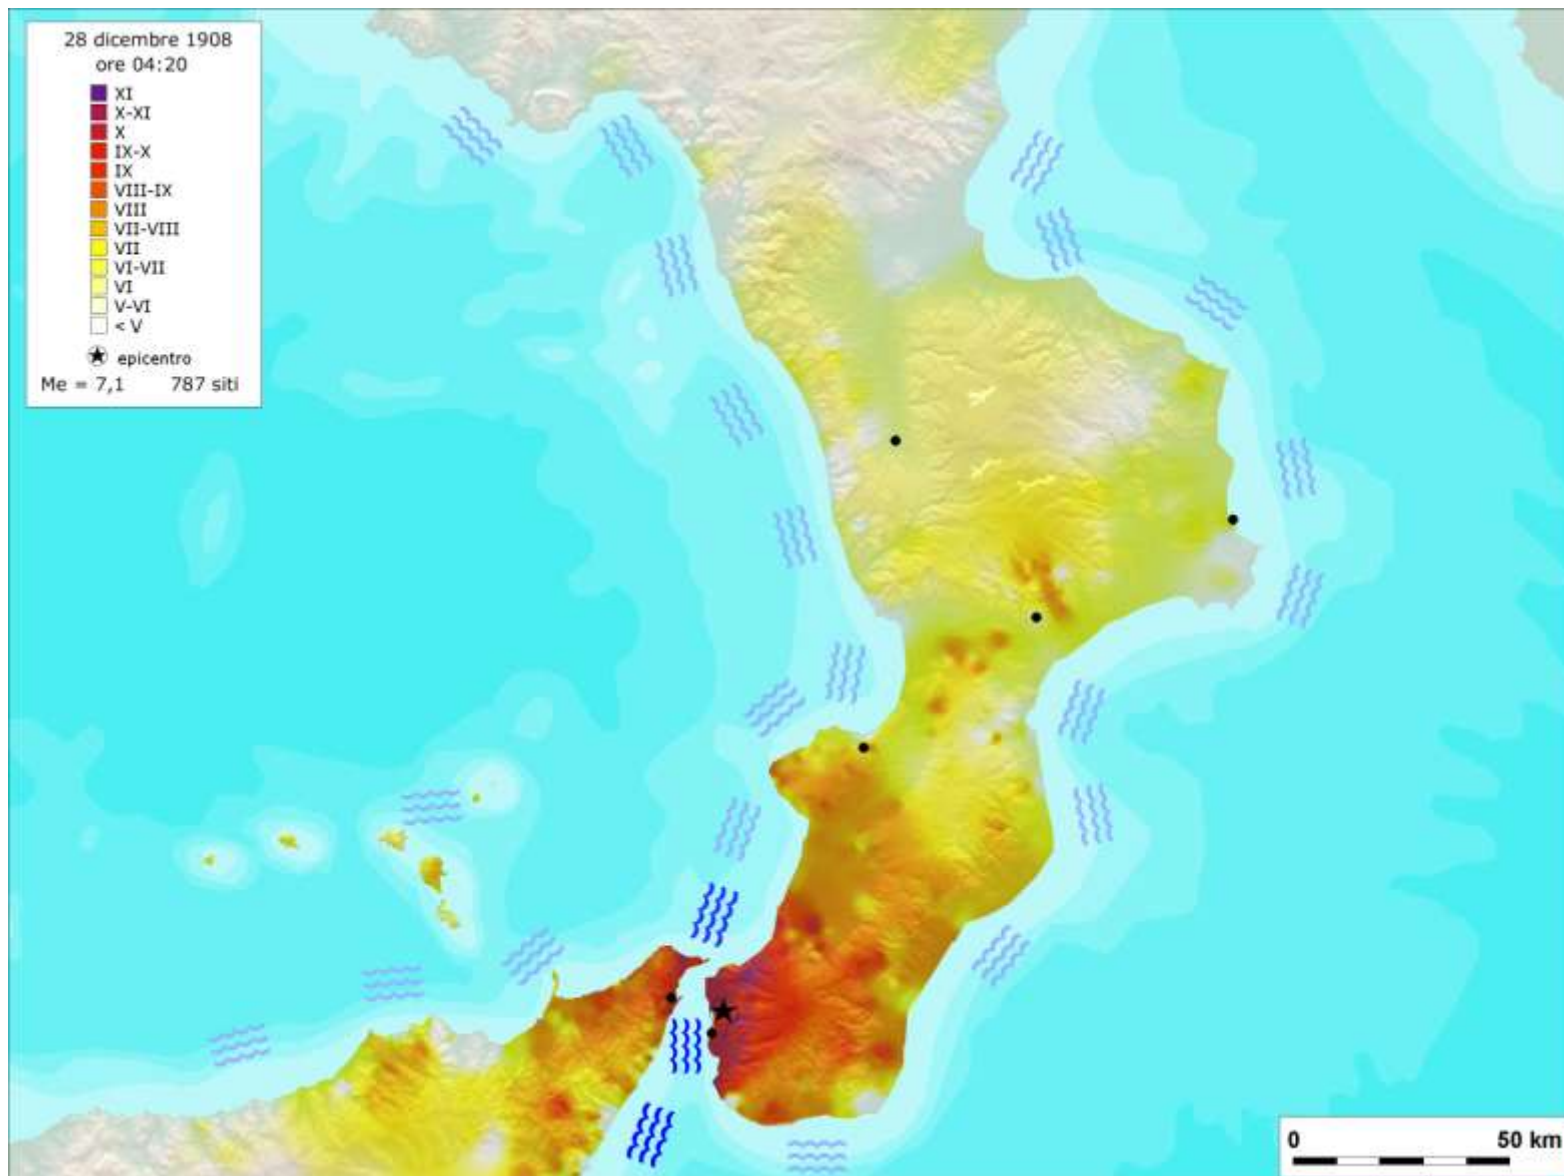 28 dicembre 1908
ore 04:20
XI
X-XI
X
IX-X
IX
VIII-IX
VIII
VII-VIII
VII
VI-VII
VI
V-VI
< V
epicentro
Me = 7,1 787 siti
0 50 km